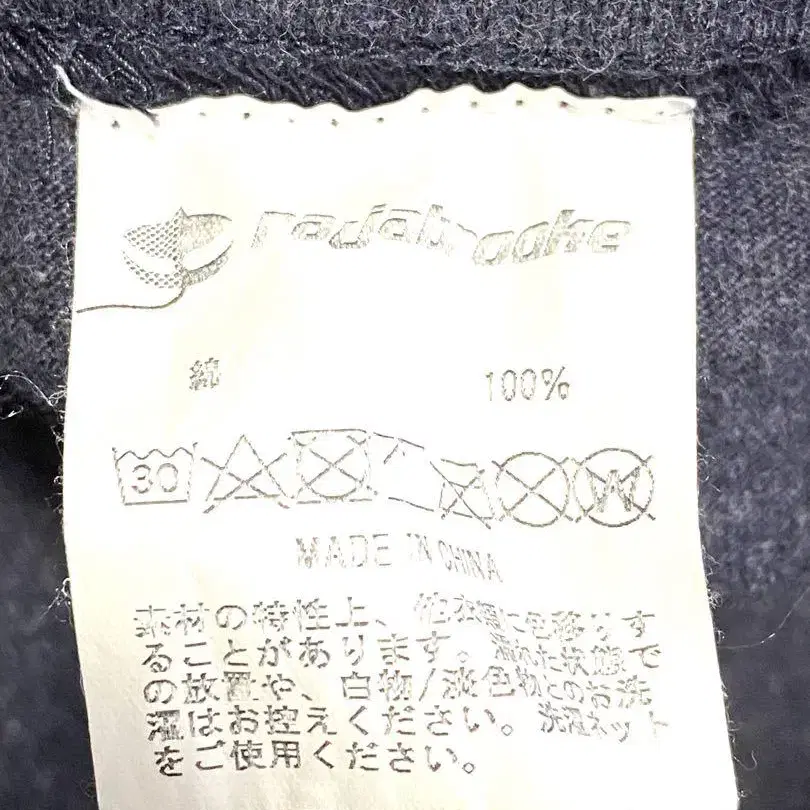 綿 100%
30
W
MADE IN CHINA
素材の特性上、他衣類に色移りす
ることがあります。濡れた状態で
の放置や、白物/淡色物とのお洗
濯はお控えください。洗濯ネット
をご使用ください。